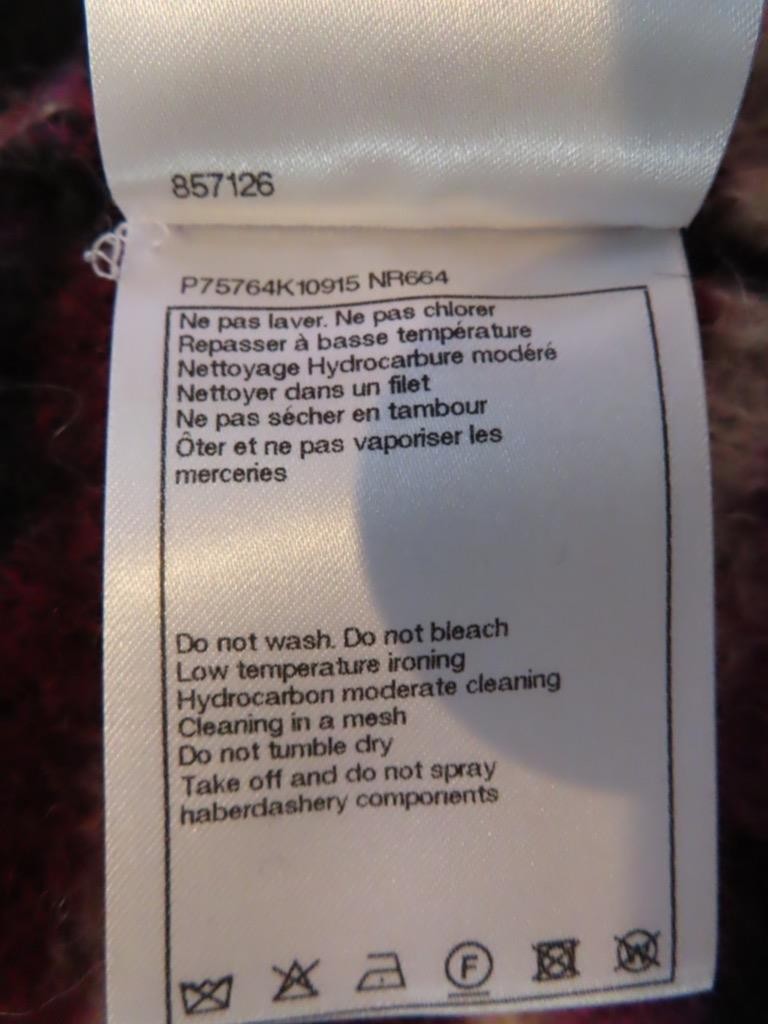 857126
P75764K10915 NR664
Ne pas laver. Ne pas chlorer
Repasser à basse température
Nettoyage Hydrocarbure modéré
Nettoyer dans un filet
Ne pas sécher en tambour
Ôter et ne pas vaporiser les
merceries
Do not wash. Do not bleach
Low temperature ironing
Hydrocarbon moderate cleaning
Cleaning in a mesh
Do not tumble dry
Take off and do not spray
haberdashery components
F W